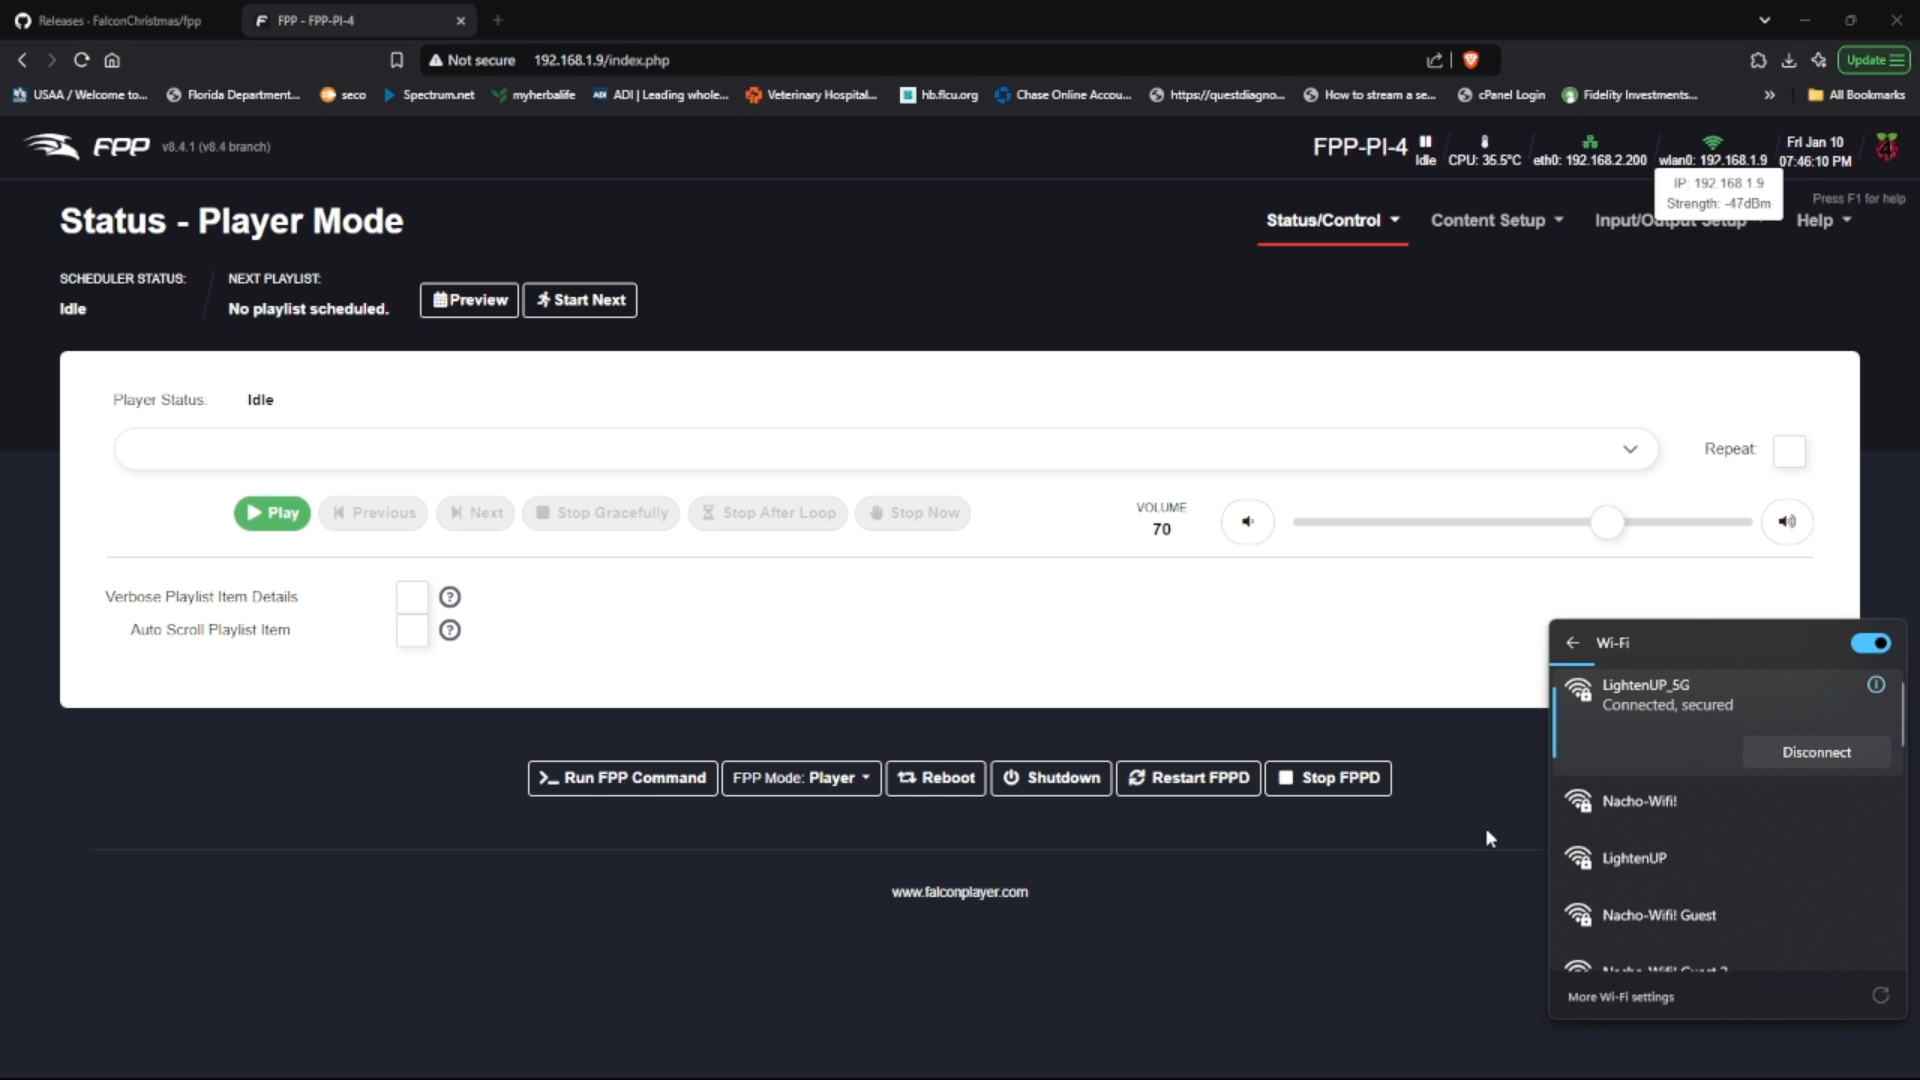 Releases · FalconChristmas/fpp
FPP - FPP-PI-4
Not secure 192.168.1.9/index.php
Update
USAA / Welcome to...
Florida Department...
seco
Spectrum.net
myherbalife
ADI | Leading whole...
Veterinary Hospital...
hb.flcu.org
Chase Online Accou...
https://questdiagno...
How to stream a se...
cPanel Login
Fidelity Investments...
»
All Bookmarks
FPP v8.4.1 (v8.4 branch)
FPP-PI-4
Idle
CPU: 35.5°C
eth0: 192.168.2.200
wlan0: 192.168.1.9
Fri Jan 10
07:46:10 PM
4
IP: 192.168.1.9
Strength: -47dBm
Press F1 for help
Status - Player Mode
Status/Control
Content Setup
Input/Output Setup
Help
SCHEDULER STATUS:
Idle
NEXT PLAYLIST:
No playlist scheduled.
Preview
Start Next
Player Status: Idle
Repeat:
Play
Previous
Next
Stop Gracefully
Stop After Loop
Stop Now
VOLUME
70
Verbose Playlist Item Details
Auto Scroll Playlist Item
Run FPP Command
FPP Mode: Player
Reboot
Shutdown
Restart FPPD
Stop FPPD
www.falconplayer.com
Wi-Fi
LightenUP_5G
Connected, secured
Disconnect
Nacho-Wifi!
LightenUP
Nacho-Wifi! Guest
More Wi-Fi settings